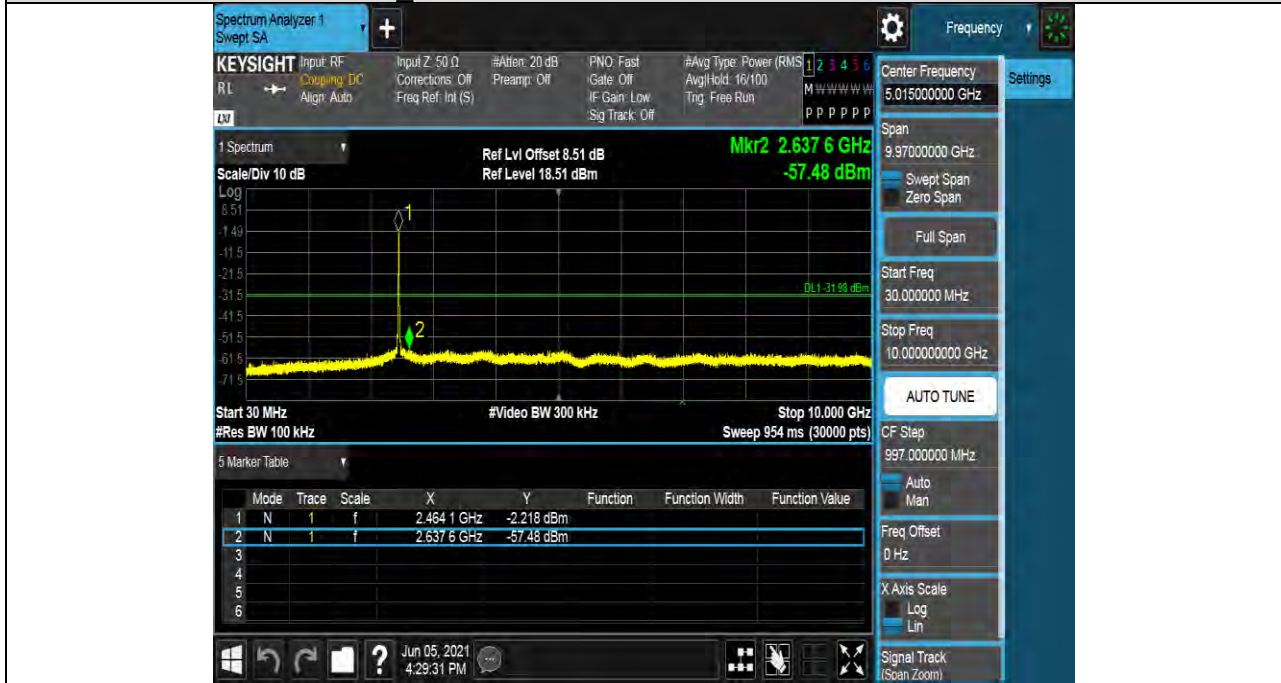 Spectrum Analyzer 1
Swept SA
+
Frequency
KEYSIGHT Input: RF Input Z: 50 Ω #Atten: 20 dB PNO: Fast #Avg Type: Power (RMS 1 2 3 4 5 6
RL Coupling: DC Corrections: Off Preamp: Off Gate: Off Avg|Hold: 16/100 M W W W W W
Align: Auto Freq Ref: Int (S) IF Gain: Low Trig: Free Run
LXI Sig Track: Off P P P P P P
Center Frequency
5.015000000 GHz
Settings
Span
9.97000000 GHz
Swept Span
Zero Span
Full Span
Start Freq
30.000000 MHz
Stop Freq
10.000000000 GHz
AUTO TUNE
CF Step
997.000000 MHz
Auto
Man
Freq Offset
0 Hz
X Axis Scale
Log
Lin
Signal Track
(Span Zoom)
1 Spectrum
Ref Lvl Offset 8.51 dB Mkr2 2.637 6 GHz
Scale/Div 10 dB Ref Level 18.51 dBm -57.48 dBm
Log
8.51
1
-1.49
-11.5
-21.5
DL1 -31.98 dBm
-31.5
-41.5
-51.5
2
-61.5
-71.5
Start 30 MHz #Video BW 300 kHz Stop 10.000 GHz
#Res BW 100 kHz Sweep 954 ms (30000 pts)
5 Marker Table
Mode Trace Scale X Y Function Function Width Function Value
1 N 1 f 2.464 1 GHz -2.218 dBm
2 N 1 f 2.637 6 GHz -57.48 dBm
3
4
5
6
? Jun 05, 2021
4:29:31 PM